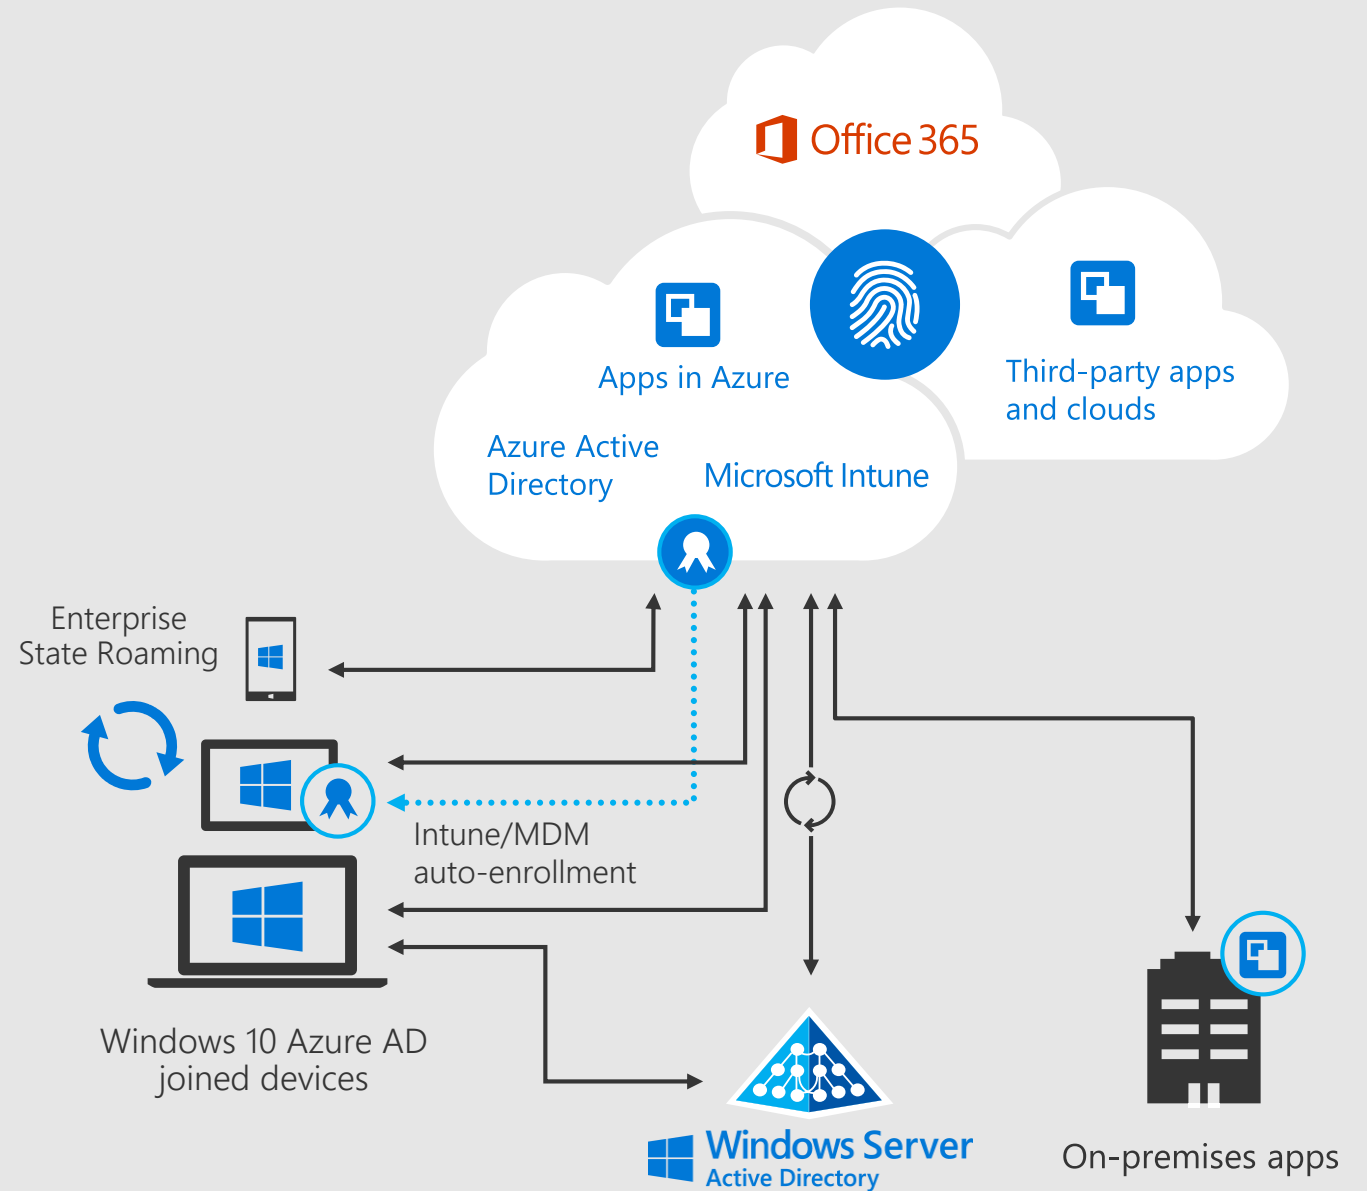 Office 365
Apps in Azure
Third-party apps
and clouds
Azure Active
Directory
Microsoft Intune
Enterprise
State Roaming
Intune/MDM
auto-enrollment
Windows 10 Azure AD
joined devices
Windows Server
Active Directory
On-premises apps